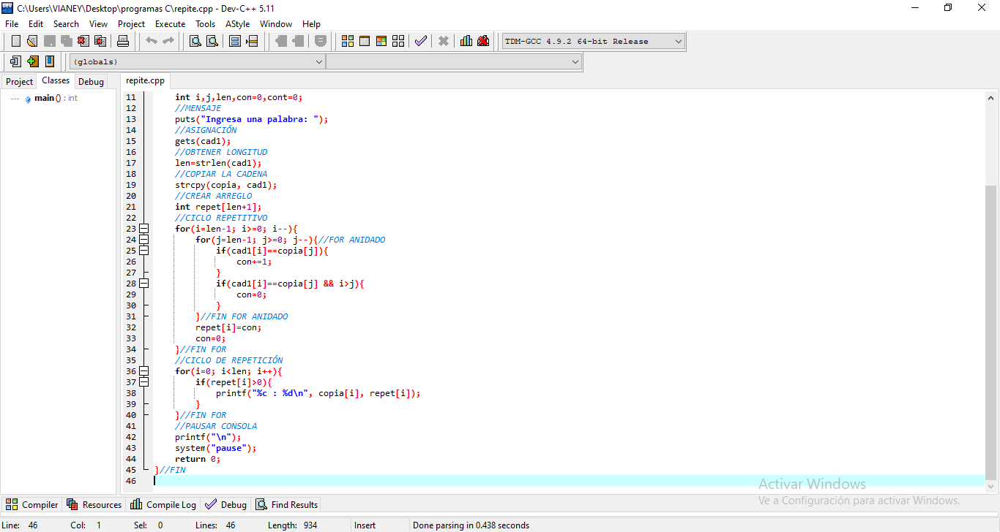 C:\Users\VIANEY\Desktop\programas C\repite.cpp - Dev-C++ 5.11
File Edit Search View Project Execute Tools AStyle Window Help
TDM-GCC 4.9.2 64-bit Release
(globals)
Project Classes Debug
repite.cpp
main () : int
11 int i,j,len,con=0,cont=0;
12 //MENSAJE
13 puts("Ingresa una palabra: ");
14 //ASIGNACIÓN
15 gets(cad1);
16 //OBTENER LONGITUD
17 len=strlen(cad1);
18 //COPIAR LA CADENA
19 strcpy(copia, cad1);
20 //CREAR ARREGLO
21 int repet[len+1];
22 //CICLO REPETITIVO
23 for(i=len-1; i>=0; i--){
24 for(j=len-1; j>=0; j--){//FOR ANIDADO
25 if(cad1[i]==copia[j]){
26 con+=1;
27 }
28 if(cad1[i]==copia[j] && i>j){
29 con=0;
30 }
31 }//FIN FOR ANIDADO
32 repet[i]=con;
33 con=0;
34 }//FIN FOR
35 //CICLO DE REPETICIÓN
36 for(i=0; i<len; i++){
37 if(repet[i]>0){
38 printf("%c : %d\n", copia[i], repet[i]);
39 }
40 }//FIN FOR
41 //PAUSAR CONSOLA
42 printf("\n");
43 system("pause");
44 return 0;
45 }//FIN
46
Activar Windows
Ve a Configuración para activar Windows.
Compiler Resources Compile Log Debug Find Results
Line: 46 Col: 1 Sel: 0 Lines: 46 Length: 934 Insert Done parsing in 0.438 seconds